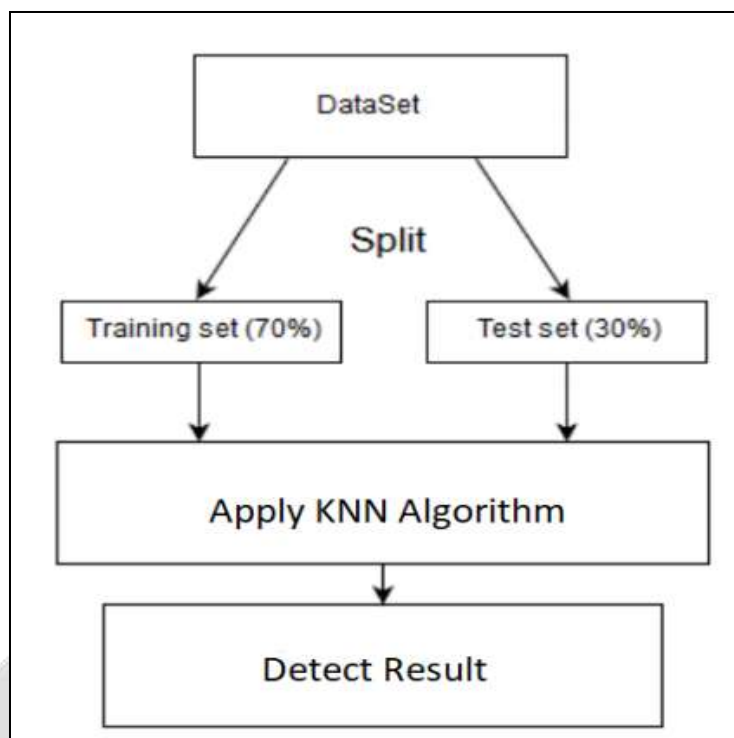 DataSet
Split
Training set (70%)
Test set (30%)
Apply KNN Algorithm
Detect Result